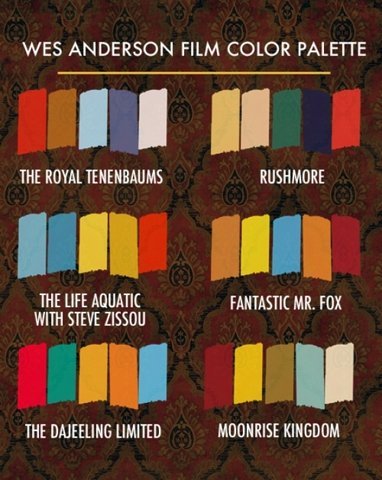 WES ANDERSON FILM COLOR PALETTE
THE ROYAL TENENBAUMS
RUSHMORE
THE LIFE AQUATIC
WITH STEVE ZISSOU
FANTASTIC MR. FOX
THE DAJEELING LIMITED
MOONRISE KINGDOM